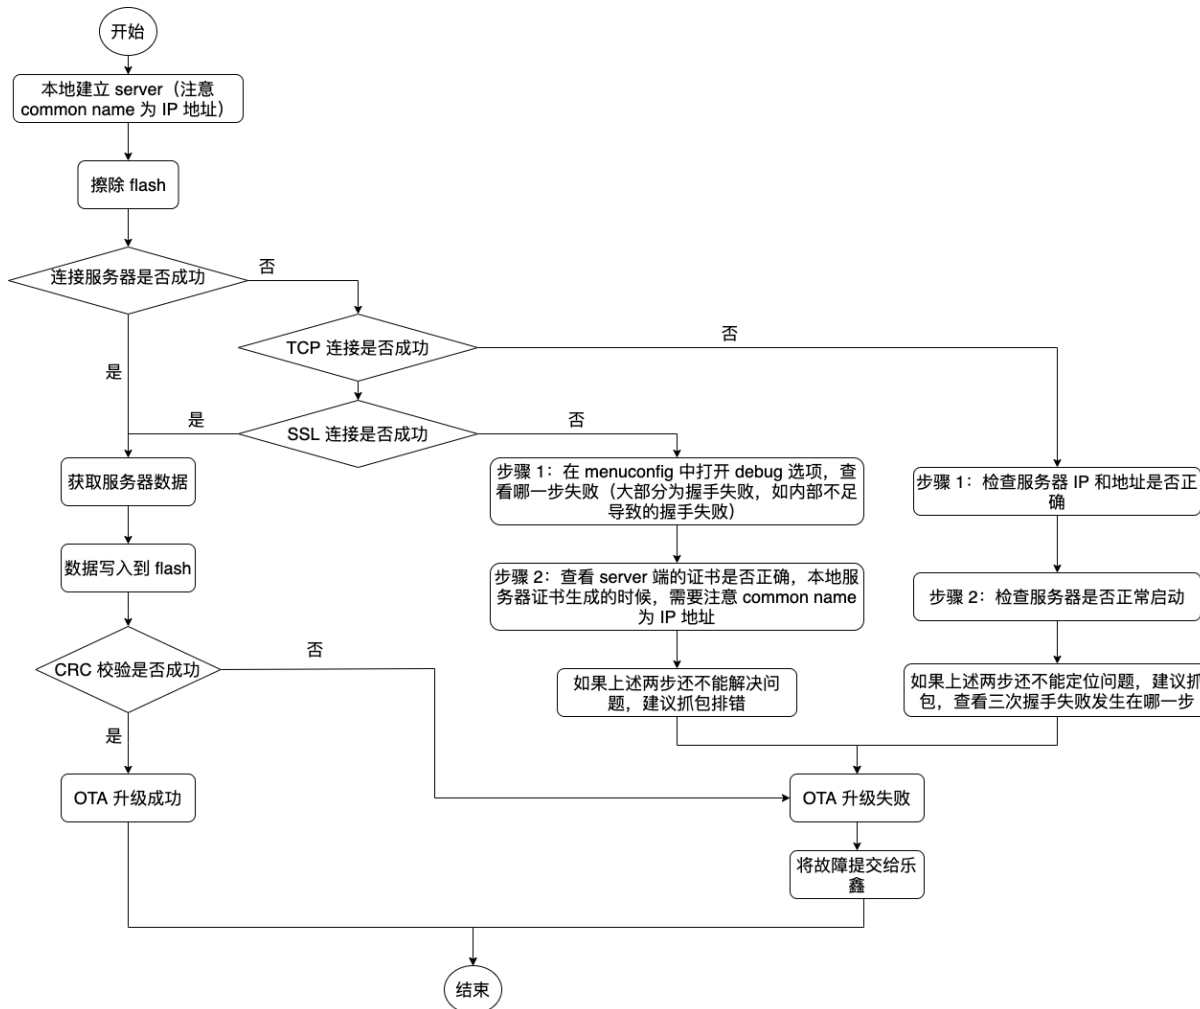 开始
本地建立 server（注意
common name 为 IP 地址）
擦除 flash
连接服务器是否成功
否
TCP 连接是否成功
否
是
SSL 连接是否成功
是
否
获取服务器数据
步骤 1：在 menuconfig 中打开 debug 选项，查
看哪一步失败（大部分为握手失败，如内部不足
导致的握手失败）
步骤 1：检查服务器 IP 和地址是否正
确
数据写入到 flash
步骤 2：查看 server 端的证书是否正确，本地服
务器证书生成的时候，需要注意 common name
为 IP 地址
步骤 2：检查服务器是否正常启动
CRC 校验是否成功
否
如果上述两步还不能解决问
题，建议抓包排错
如果上述两步还不能定位问题，建议抓
包，查看三次握手失败发生在哪一步
是
OTA 升级成功
OTA 升级失败
将故障提交给乐
鑫
结束